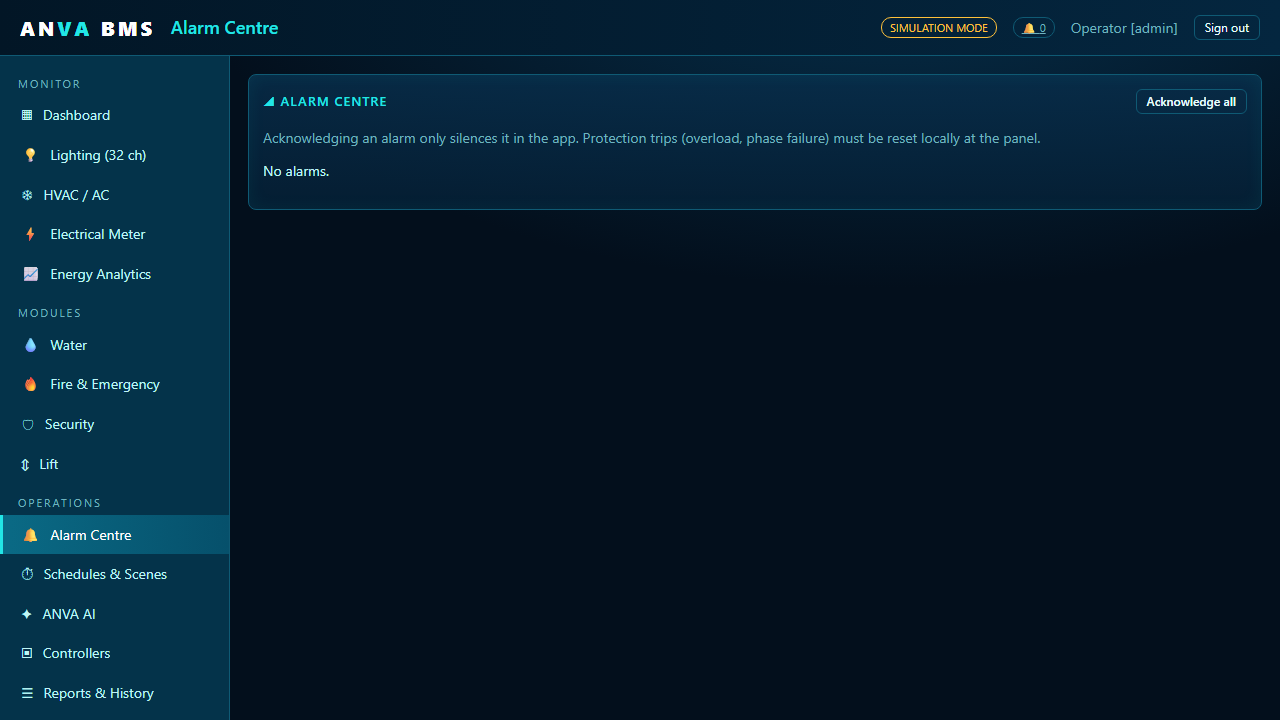 ANVA BMS Alarm Centre SIMULATION MODE 0 Operator [admin] Sign out
MONITOR
Dashboard
Lighting (32 ch)
HVAC / AC
Electrical Meter
Energy Analytics
MODULES
Water
Fire & Emergency
Security
Lift
OPERATIONS
Alarm Centre
Schedules & Scenes
ANVA AI
Controllers
Reports & History
ALARM CENTRE Acknowledge all
Acknowledging an alarm only silences it in the app. Protection trips (overload, phase failure) must be reset locally at the panel.
No alarms.